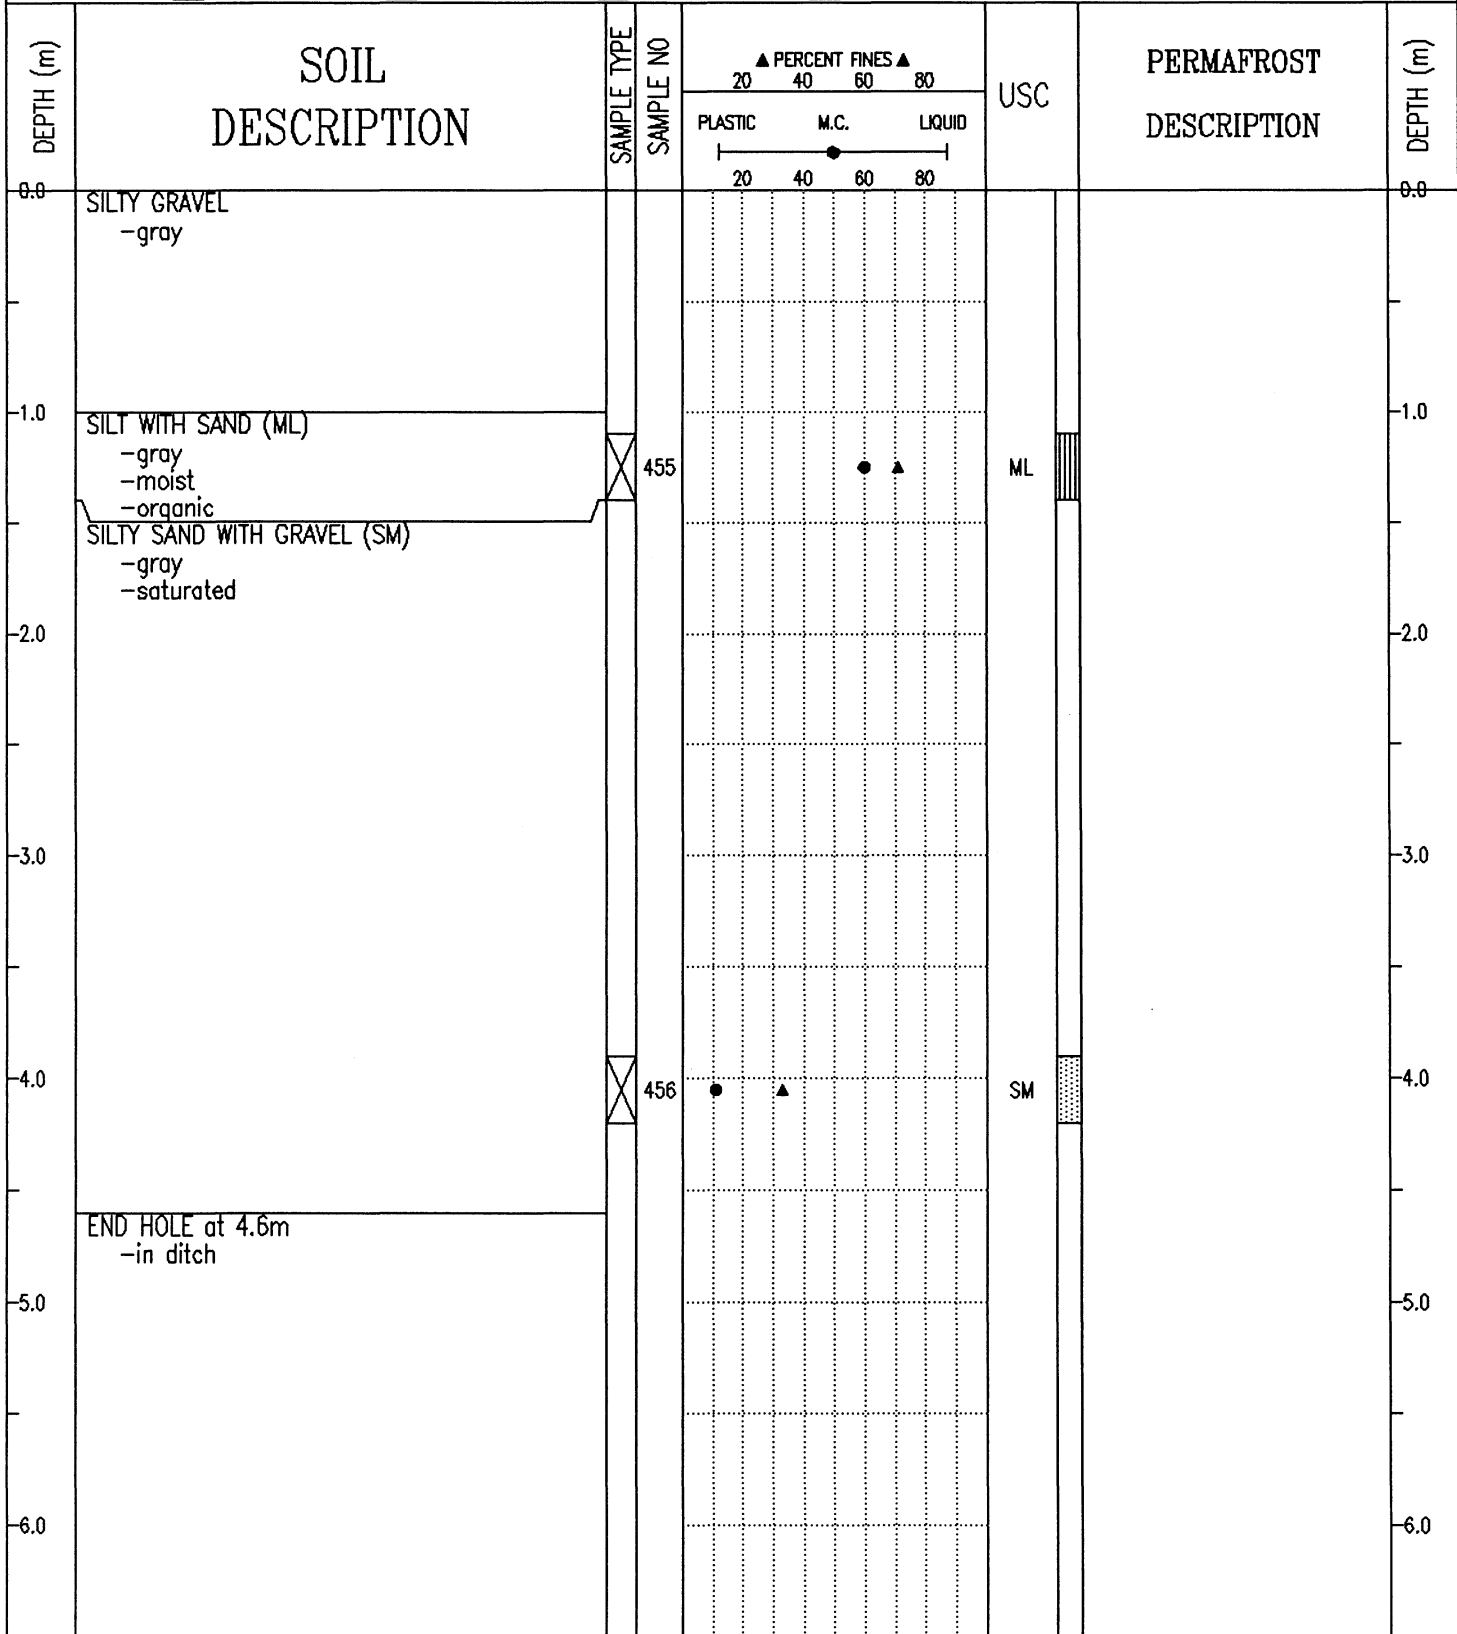 DEPTH (m)
SOIL
DESCRIPTION
SAMPLE TYPE
SAMPLE NO
▲ PERCENT FINES ▲
20 40 60 80
PLASTIC M.C. LIQUID
20 40 60 80
USC
PERMAFROST
DESCRIPTION
DEPTH (m)
0.0
SILTY GRAVEL
-gray
0.0
1.0
SILT WITH SAND (ML)
-gray
-moist
-organic
455
ML
1.0
SILTY SAND WITH GRAVEL (SM)
-gray
-saturated
2.0
2.0
3.0
3.0
4.0
456
SM
4.0
END HOLE at 4.6m
-in ditch
5.0
5.0
6.0
6.0